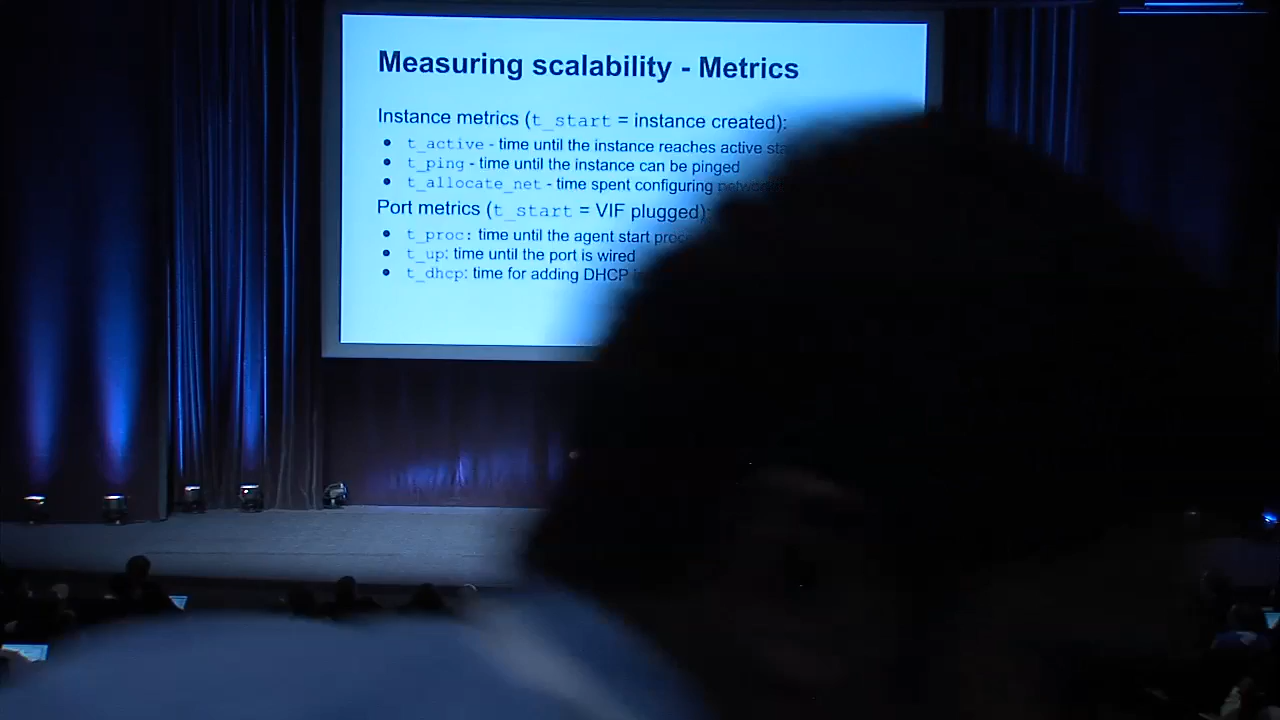 Measuring scalability - Metrics
Instance metrics (t_start = instance created):
• t_active - time until the instance reaches active
• t_ping - time until the instance can be pinged
• t_allocate_net - time spent configuring
Port metrics (t_start = VIF plugged):
• t_proc: time until the agent start
• t_up: time until the port is wired
• t_dhcp: time for adding DHCP